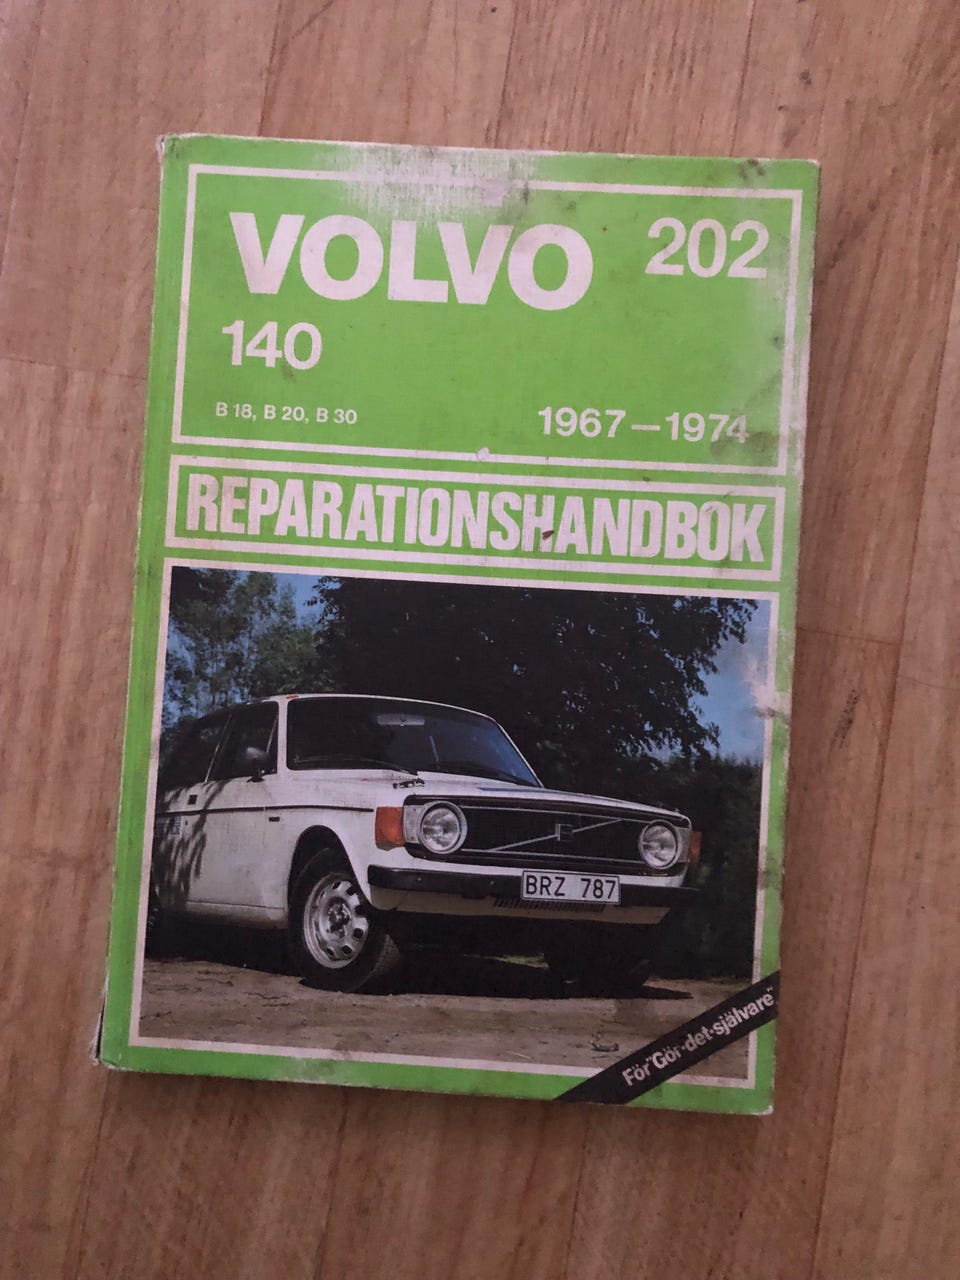 VOLVO 202
140
B 18, B 20, B 30 1967–1974
REPARATIONSHANDBOK
BRZ 787
För "Gör-det-självare"